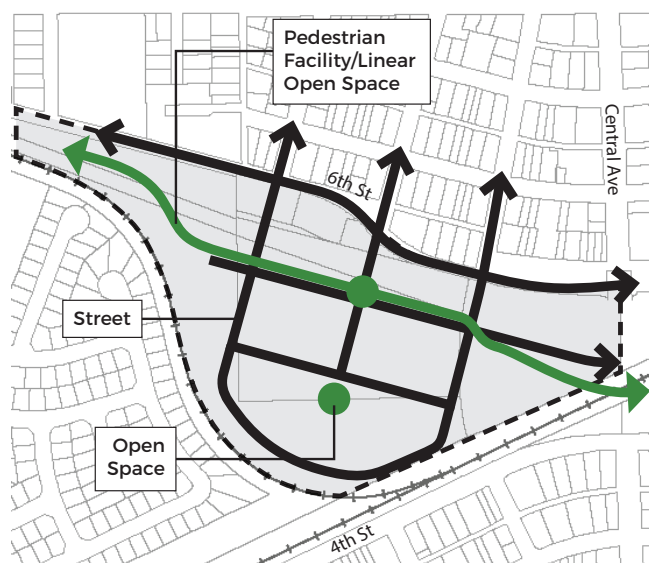 Pedestrian
Facility/Linear
Open Space
Central Ave
6th St
Street
Open
Space
4th St